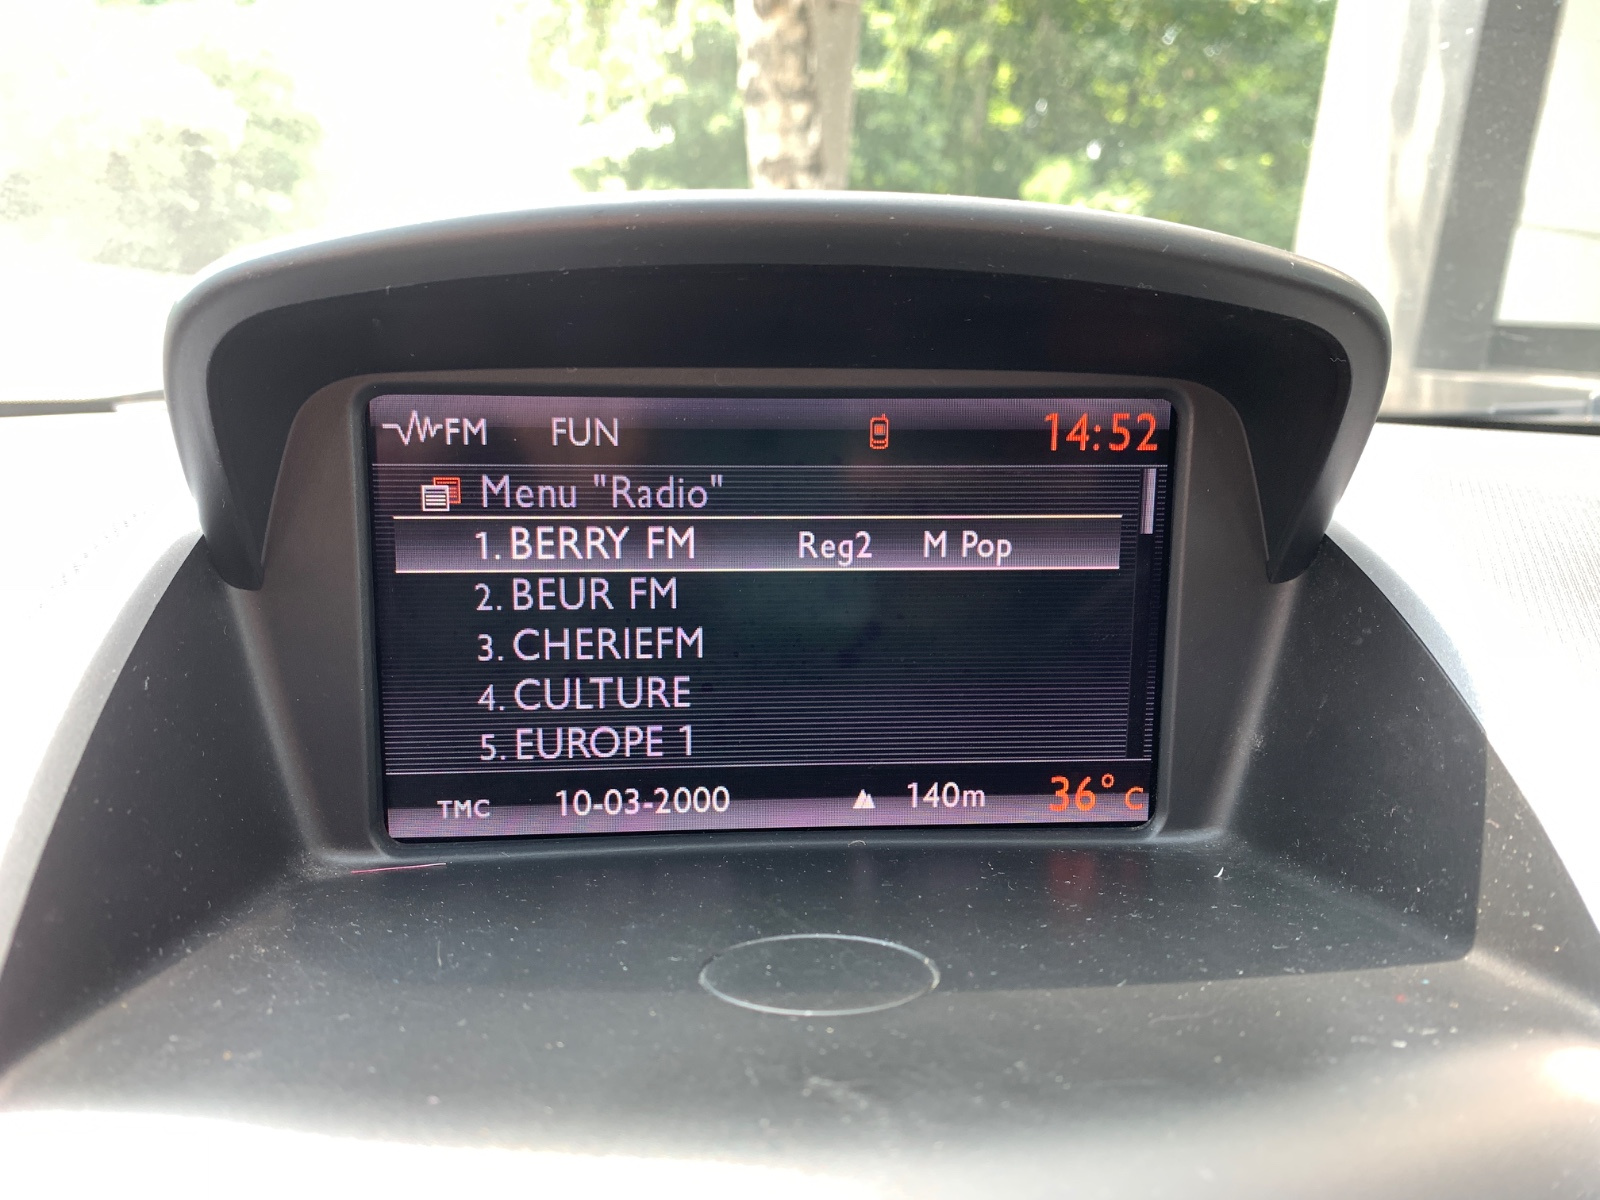 FM FUN 14:52
Menu "Radio"
1. BERRY FM Reg2 M Pop
2. BEUR FM
3. CHERIEFM
4. CULTURE
5. EUROPE 1
TMC 10-03-2000 140m 36° C